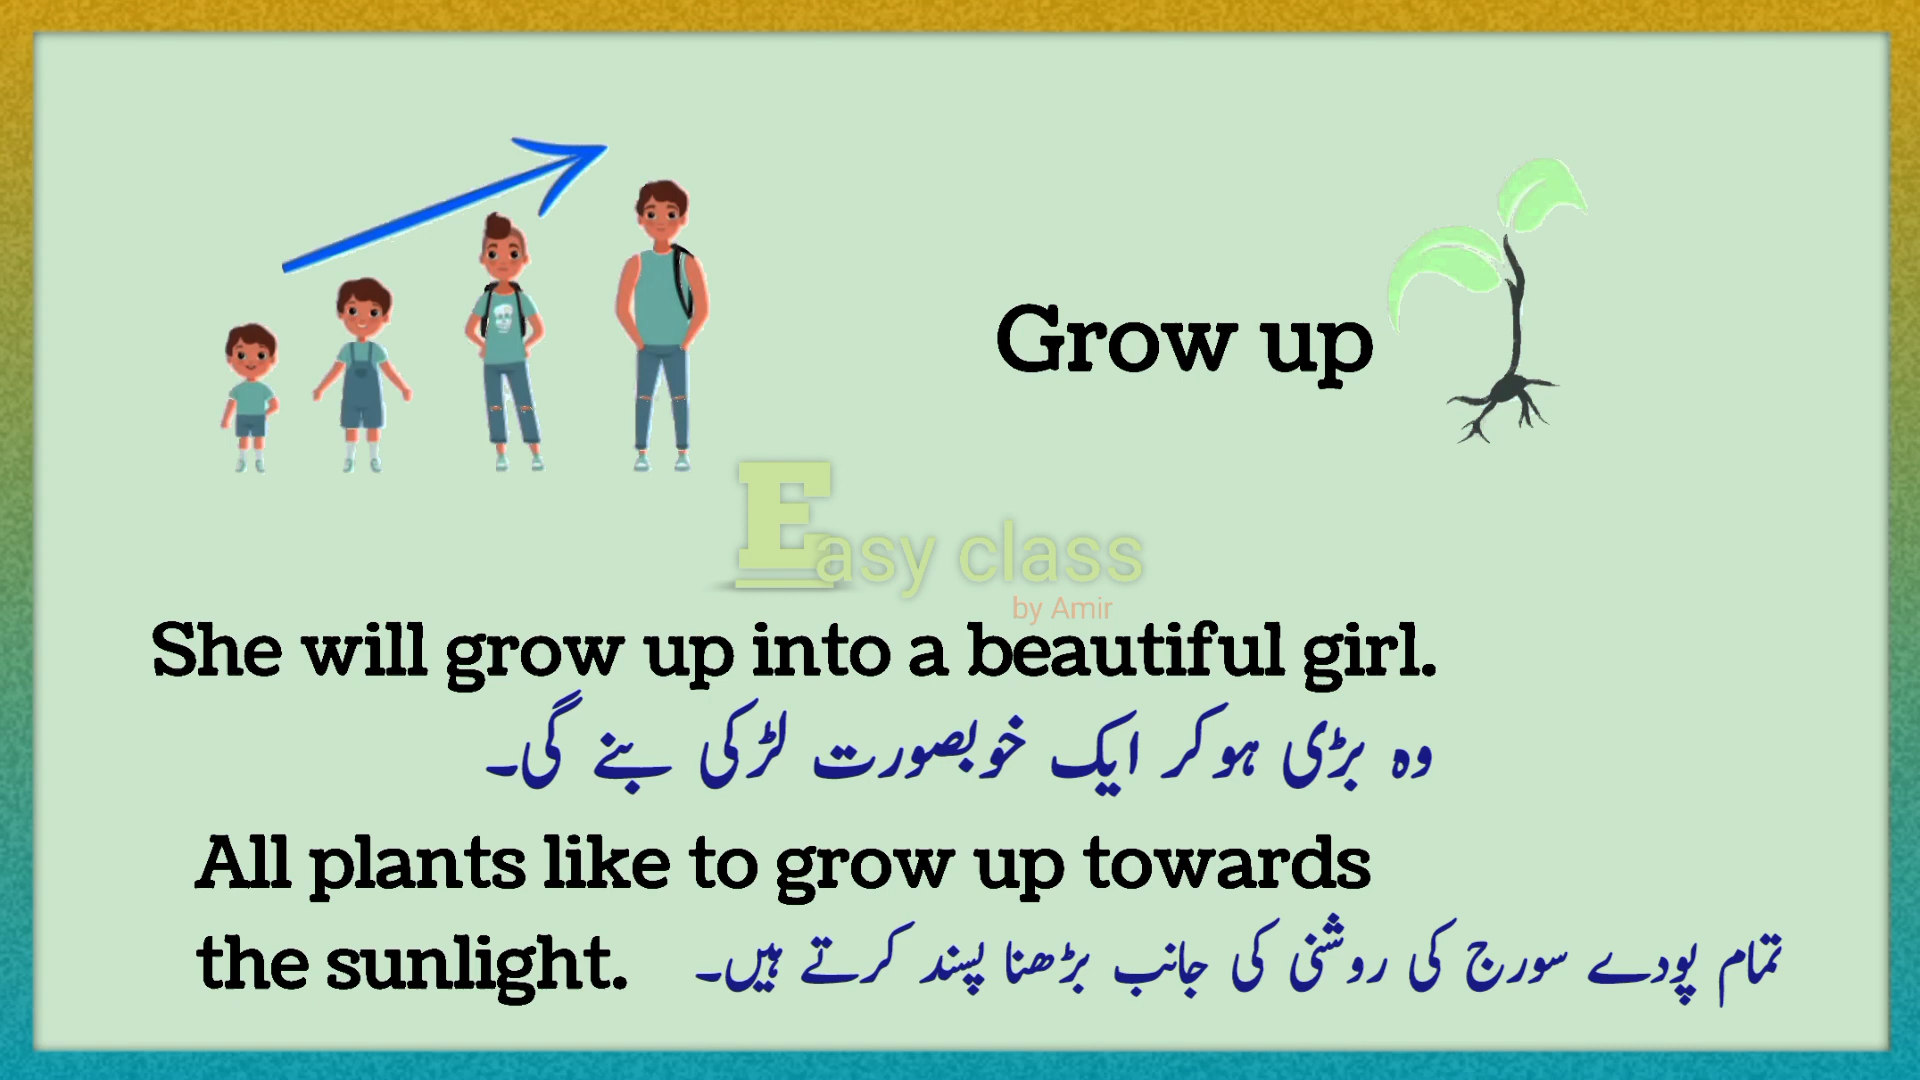 Grow up
Easy class
by Amir
She will grow up into a beautiful girl.
وہ بڑی ہوکر ایک خوبصورت لڑکی بنے گی۔
All plants like to grow up towards
the sunlight.
تمام پودے سورج کی روشنی کی جانب بڑھنا پسند کرتے ہیں۔